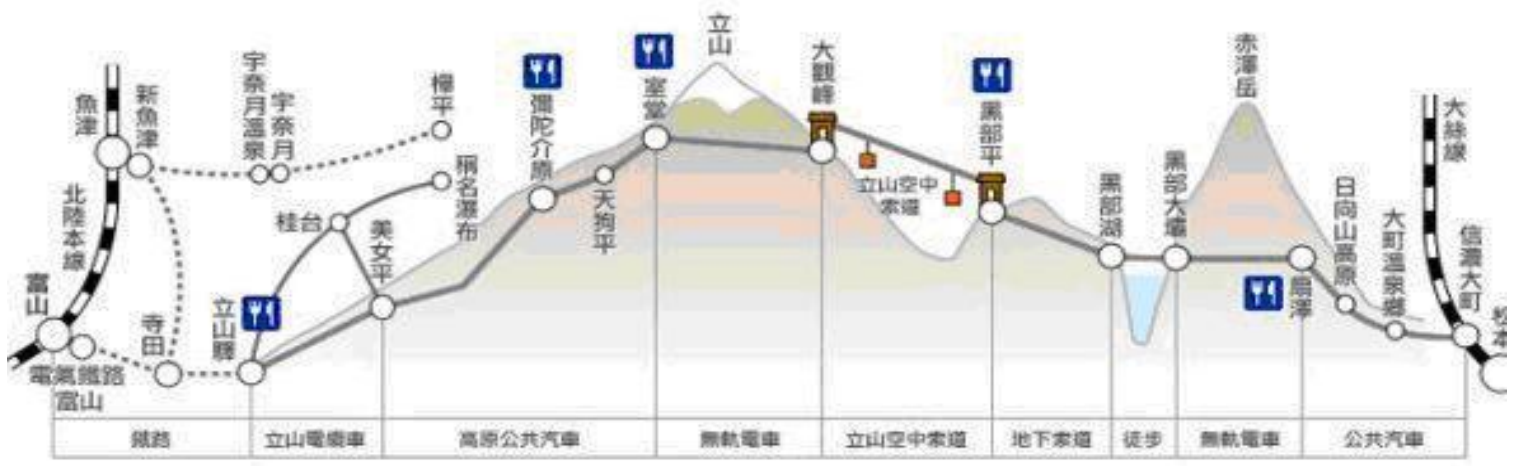 魚津
新魚津
宇奈月溫泉
宇奈月
樺平
稱名瀑布
桂台
美女平
北陸本線
富山
電氣鐵路
富山
寺田
立山驛
彌陀介原
天狗平
室堂
立山
大觀峰
立山空中
索道
黑部平
黑部湖
黑部大壩
赤澤岳
扇澤
日向山高原
大町溫泉鄉
大糸線
信濃大町
松本
鐵路
立山電纜車
高原公共汽車
無軌電車
立山空中索道
地下索道
徒步
無軌電車
公共汽車